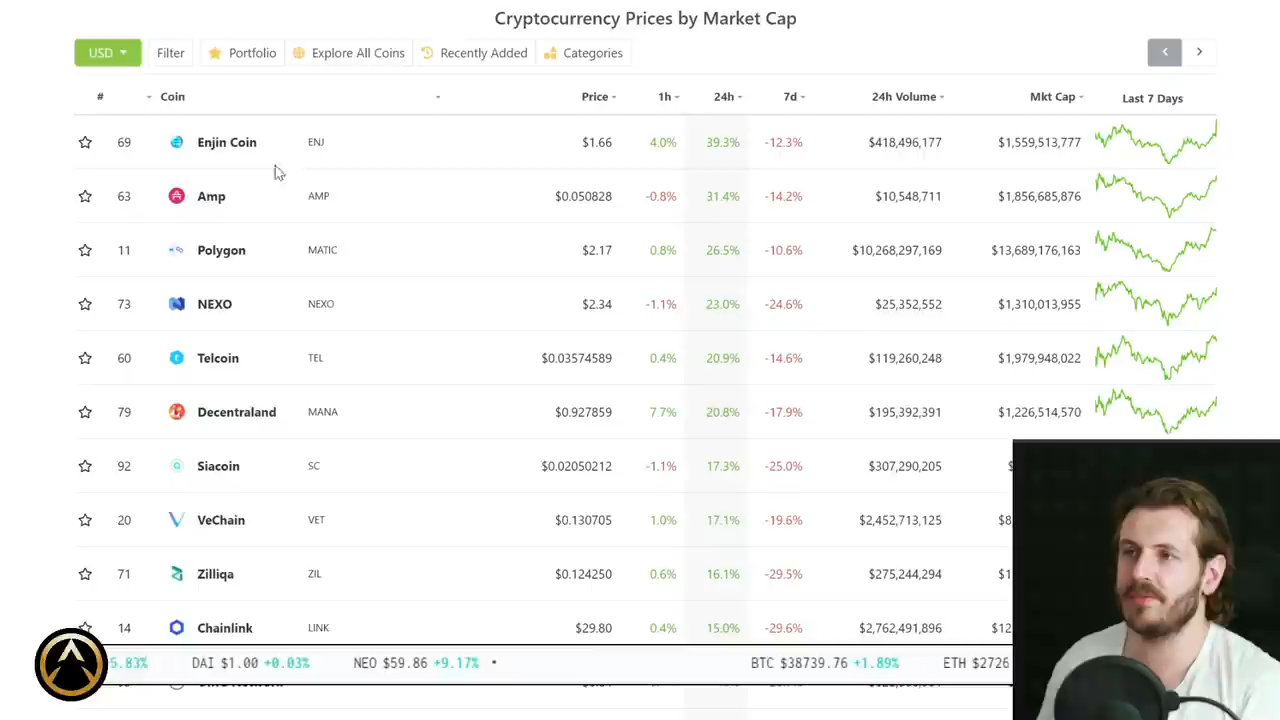 Cryptocurrency Prices by Market Cap
USD Filter Portfolio Explore All Coins Recently Added Categories
# Coin Price 1h 24h 7d 24h Volume Mkt Cap Last 7 Days
69 Enjin Coin ENJ $1.66 4.0% 39.3% -12.3% $418,496,177 $1,559,513,777
63 Amp AMP $0.050828 -0.8% 31.4% -14.2% $10,548,711 $1,856,685,876
11 Polygon MATIC $2.17 0.8% 26.5% -10.6% $10,268,297,169 $13,689,176,163
73 NEXO NEXO $2.34 -1.1% 23.0% -24.6% $25,352,552 $1,310,013,955
60 Telcoin TEL $0.03574589 0.4% 20.9% -14.6% $119,260,248 $1,979,948,022
79 Decentraland MANA $0.927859 7.7% 20.8% -17.9% $195,392,391 $1,226,514,570
92 Siacoin SC $0.02050212 -1.1% 17.3% -25.0% $307,290,205
20 VeChain VET $0.130705 1.0% 17.1% -19.6% $2,452,713,125 $8
71 Zilliqa ZIL $0.124250 0.6% 16.1% -29.5% $275,244,294 $1
14 Chainlink LINK $29.80 0.4% 15.0% -29.6% $2,762,491,896 $12
5.83% DAI $1.00 +0.03% NEO $59.86 +9.17% • BTC $38739.76 +1.89% ETH $2726